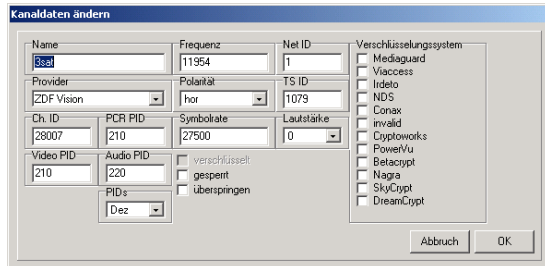 Kanaldaten ändern
Name Frequenz Net ID Verschlüsselungssystem
3sat 11954 1 Mediaguard
Viaccess
Provider Polarität TS ID Irdeto
ZDF Vision hor 1079 NDS
Conax
Ch. ID PCR PID Symbolrate Lautstärke invalid
28007 210 27500 0 Cryptoworks
PowerVu
Video PID Audio PID verschlüsselt Betacrypt
210 220 gesperrt Nagra
PIDs überspringen SkyCrypt
Dez DreamCrypt
Abbruch OK